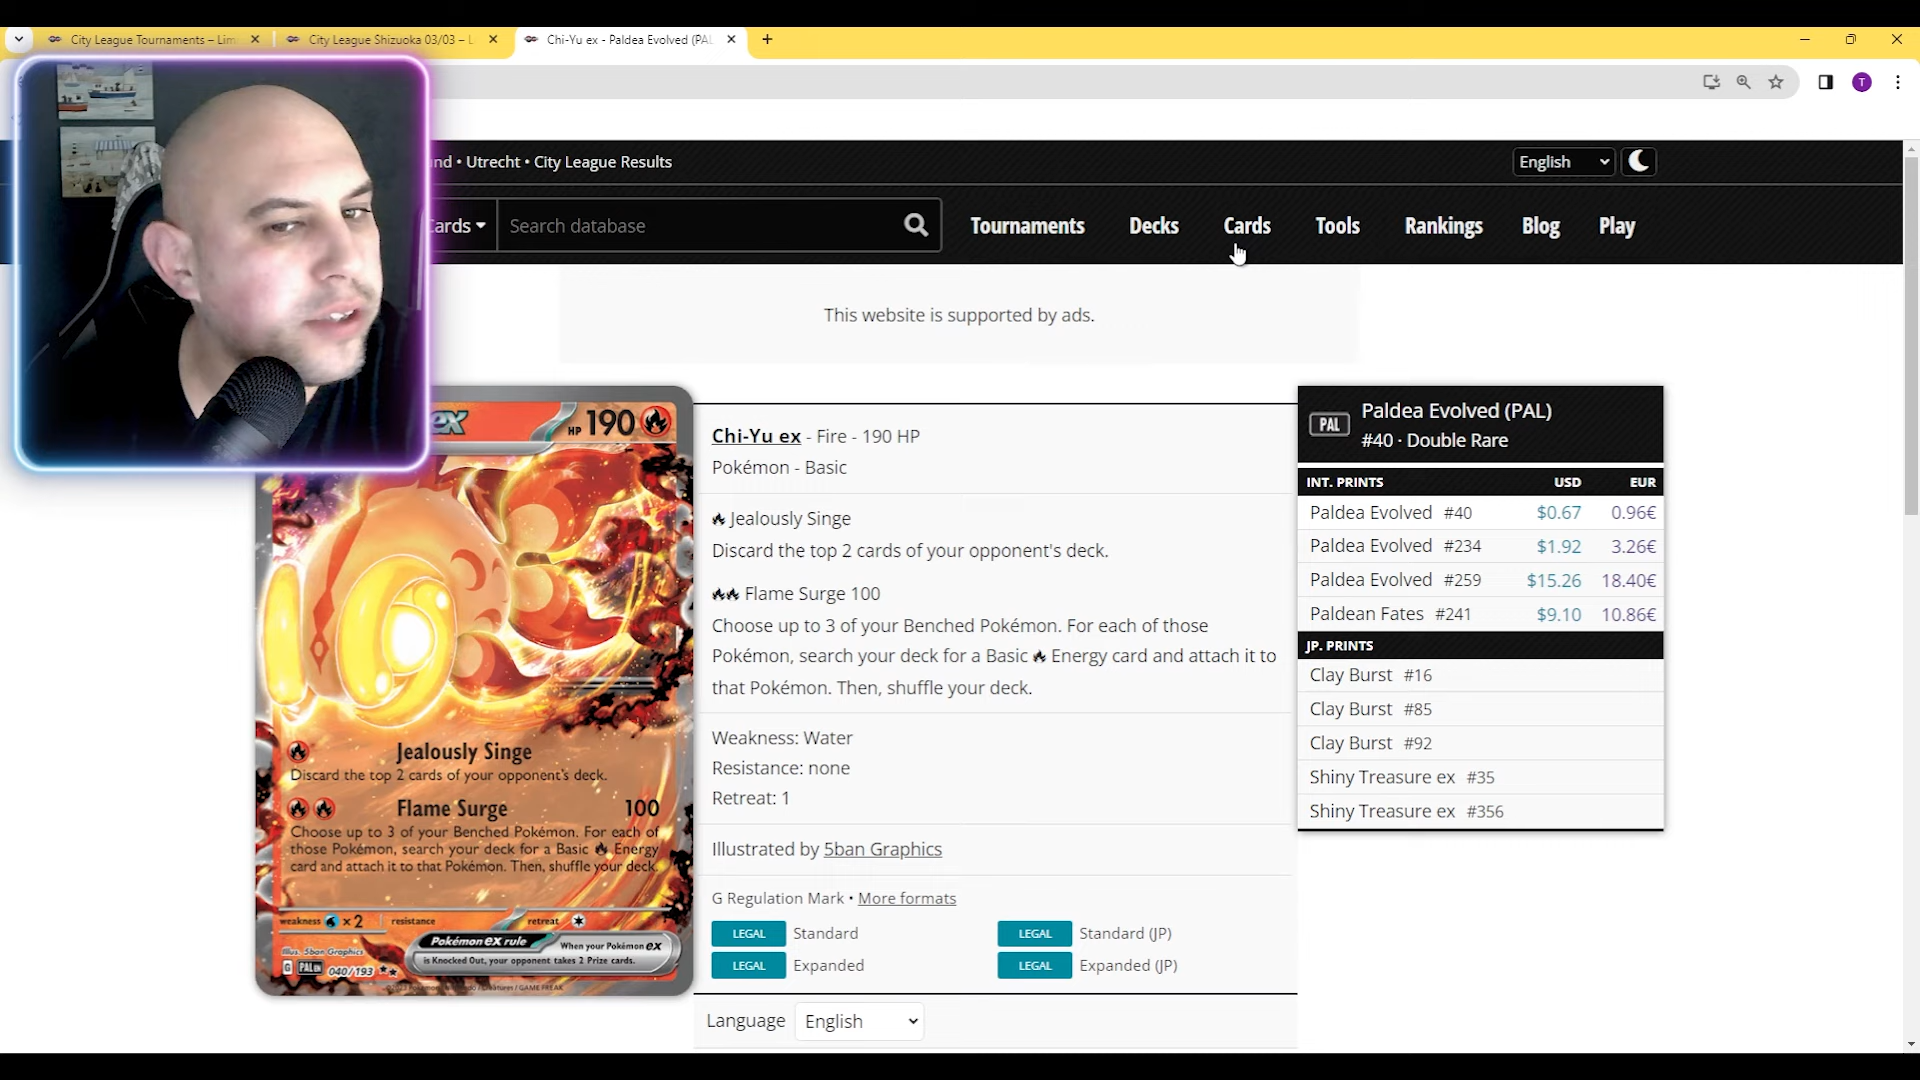 City League Tournaments – Lim
City League Shizuoka 03/03 – L
Chi-Yu ex - Paldea Evolved (PAL
T
nd • Utrecht • City League Results
English
ards
Search database
Tournaments
Decks
Cards
Tools
Rankings
Blog
Play
This website is supported by ads.
ex
HP 190
Jealously Singe
Discard the top 2 cards of your opponent's deck.
Flame Surge 100
Choose up to 3 of your Benched Pokémon. For each of
those Pokémon, search your deck for a Basic Energy
card and attach it to that Pokémon. Then, shuffle your deck.
weakness x2 resistance retreat
Illus. 5ban Graphics
Pokémon ex rule
When your Pokémon ex
is Knocked Out, your opponent takes 2 Prize cards.
G PAL EN 040/193
Chi-Yu ex - Fire - 190 HP
Pokémon - Basic
Jealously Singe
Discard the top 2 cards of your opponent's deck.
Flame Surge 100
Choose up to 3 of your Benched Pokémon. For each of those
Pokémon, search your deck for a Basic Energy card and attach it to
that Pokémon. Then, shuffle your deck.
Weakness: Water
Resistance: none
Retreat: 1
Illustrated by 5ban Graphics
G Regulation Mark • More formats
LEGAL Standard
LEGAL Standard (JP)
LEGAL Expanded
LEGAL Expanded (JP)
Language English
PAL
Paldea Evolved (PAL)
#40 · Double Rare
INT. PRINTS USD EUR
Paldea Evolved #40 $0.67 0.96€
Paldea Evolved #234 $1.92 3.26€
Paldea Evolved #259 $15.26 18.40€
Paldean Fates #241 $9.10 10.86€
JP. PRINTS
Clay Burst #16
Clay Burst #85
Clay Burst #92
Shiny Treasure ex #35
Shiny Treasure ex #356